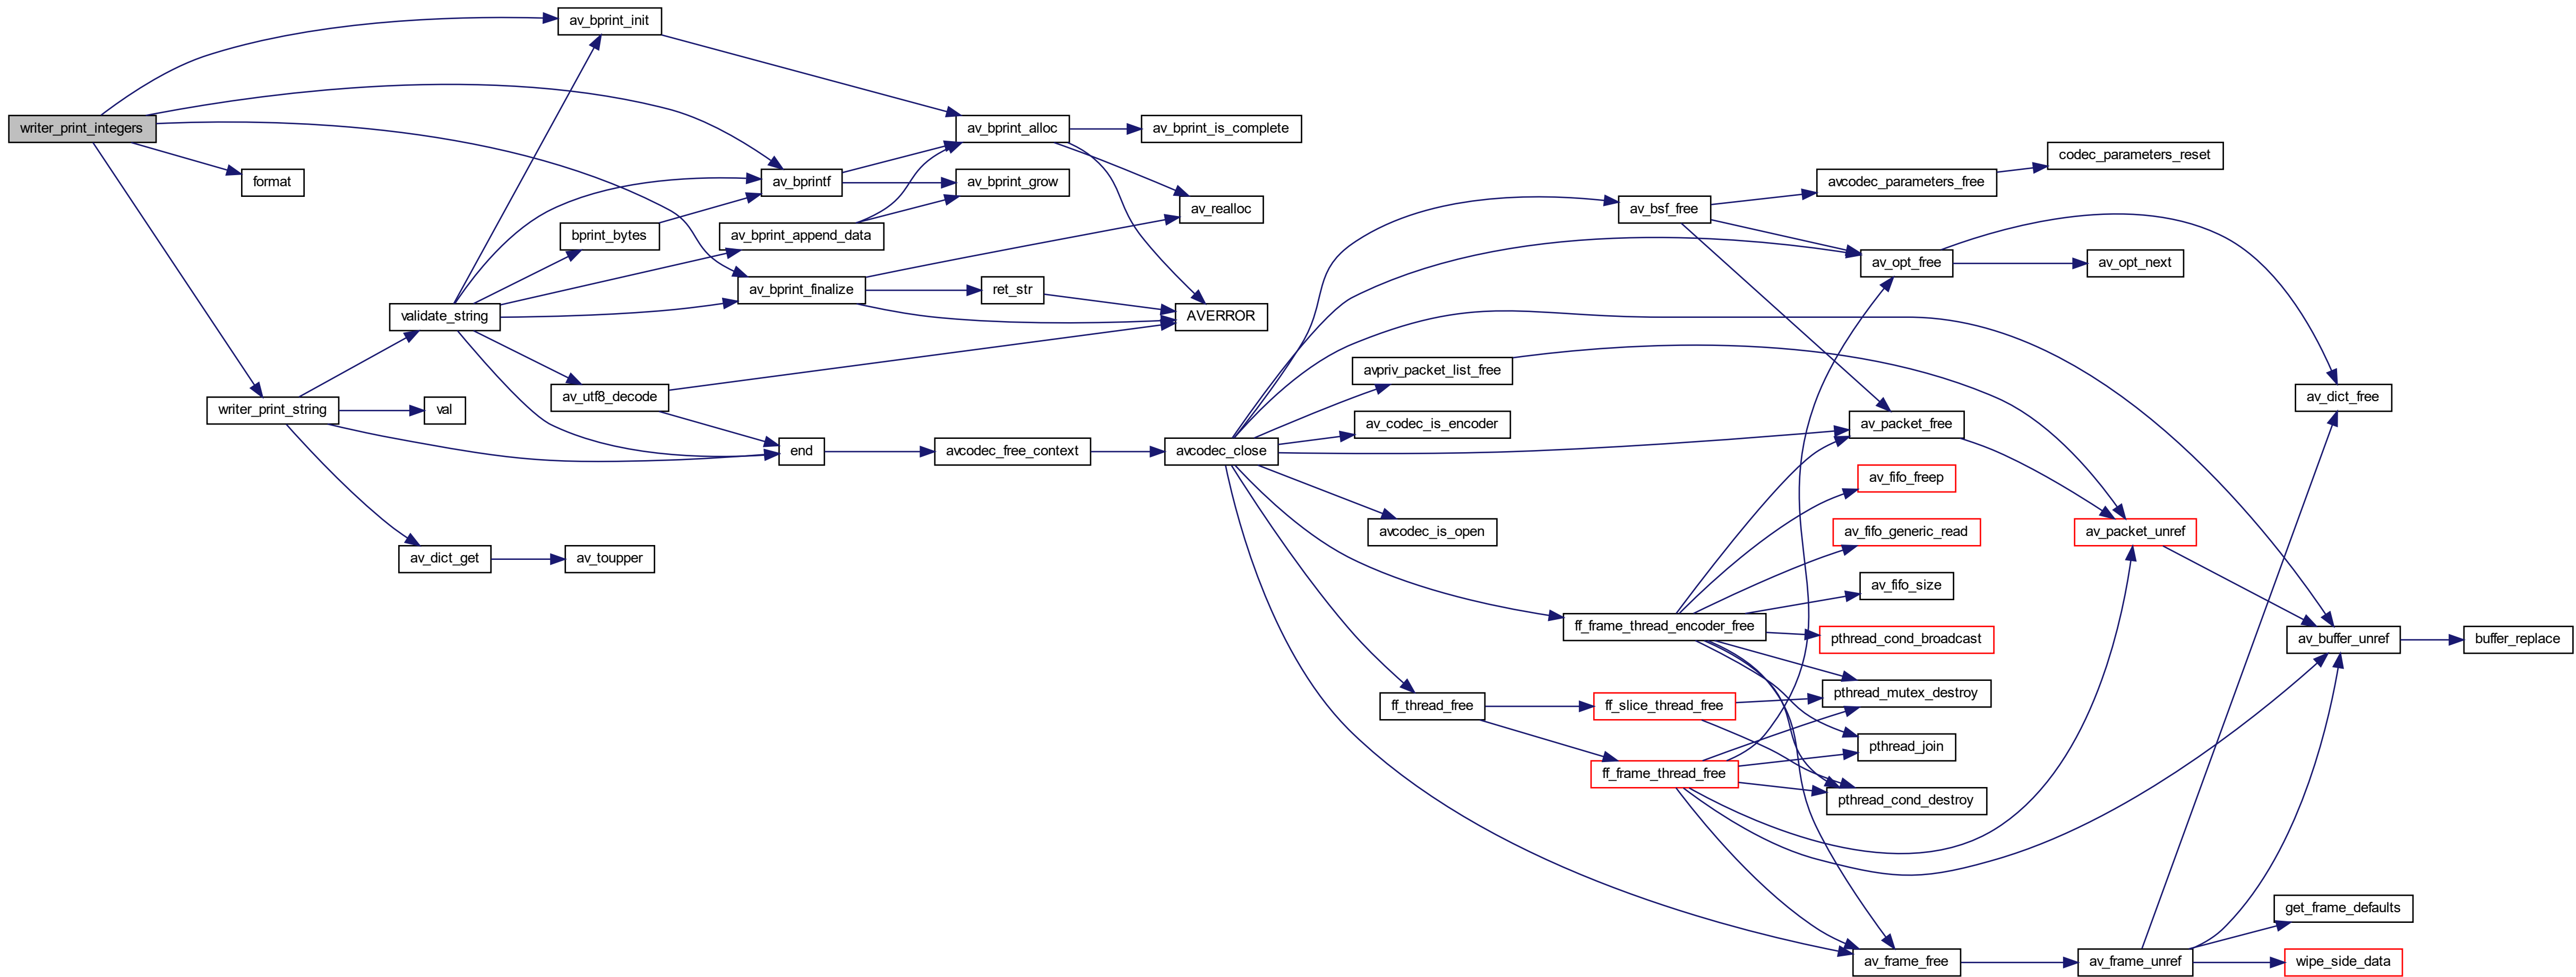 writer_print_integers
av_bprint_init
format
writer_print_string
validate_string
val
av_dict_get
av_toupper
bprint_bytes
av_utf8_decode
av_bprintf
av_bprint_append_data
av_bprint_finalize
end
av_bprint_alloc
av_bprint_grow
ret_str
avcodec_free_context
av_bprint_is_complete
av_realloc
AVERROR
avcodec_close
avpriv_packet_list_free
av_codec_is_encoder
avcodec_is_open
ff_thread_free
av_bsf_free
ff_frame_thread_encoder_free
ff_slice_thread_free
ff_frame_thread_free
avcodec_parameters_free
av_opt_free
av_packet_free
av_fifo_freep
av_fifo_generic_read
av_fifo_size
pthread_cond_broadcast
pthread_mutex_destroy
pthread_join
pthread_cond_destroy
av_frame_free
codec_parameters_reset
av_opt_next
av_packet_unref
av_frame_unref
av_dict_free
av_buffer_unref
get_frame_defaults
wipe_side_data
buffer_replace